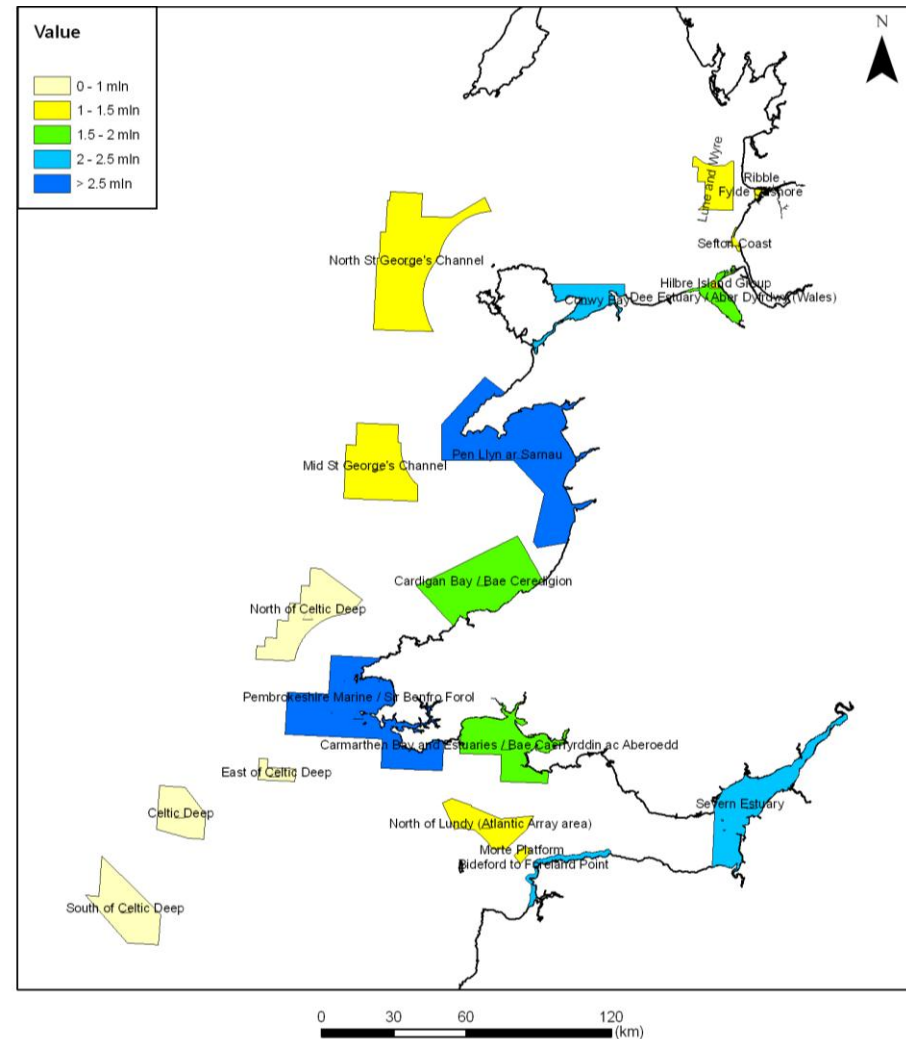 Value
0 - 1 mln
1 - 1.5 mln
1.5 - 2 mln
2 - 2.5 mln
> 2.5 mln
N
Lune and Wyre
Ribble
Fylde Offshore
Sefton Coast
North St George's Channel
Hilbre Island Group
Conwy Bay
Dee Estuary / Aber Dyfrdwy (Wales)
Pen Llyn ar Sarnau
Mid St George's Channel
Cardigan Bay / Bae Ceredigion
North of Celtic Deep
Pembrokeshire Marine / Sir Benfro Forol
Carmarthen Bay and Estuaries / Bae Caerfyrddin ac Aberoedd
East of Celtic Deep
Severn Estuary
Celtic Deep
North of Lundy (Atlantic Array area)
Morte Platform
Bideford to Foreland Point
South of Celtic Deep
0 30 60 120
(km)